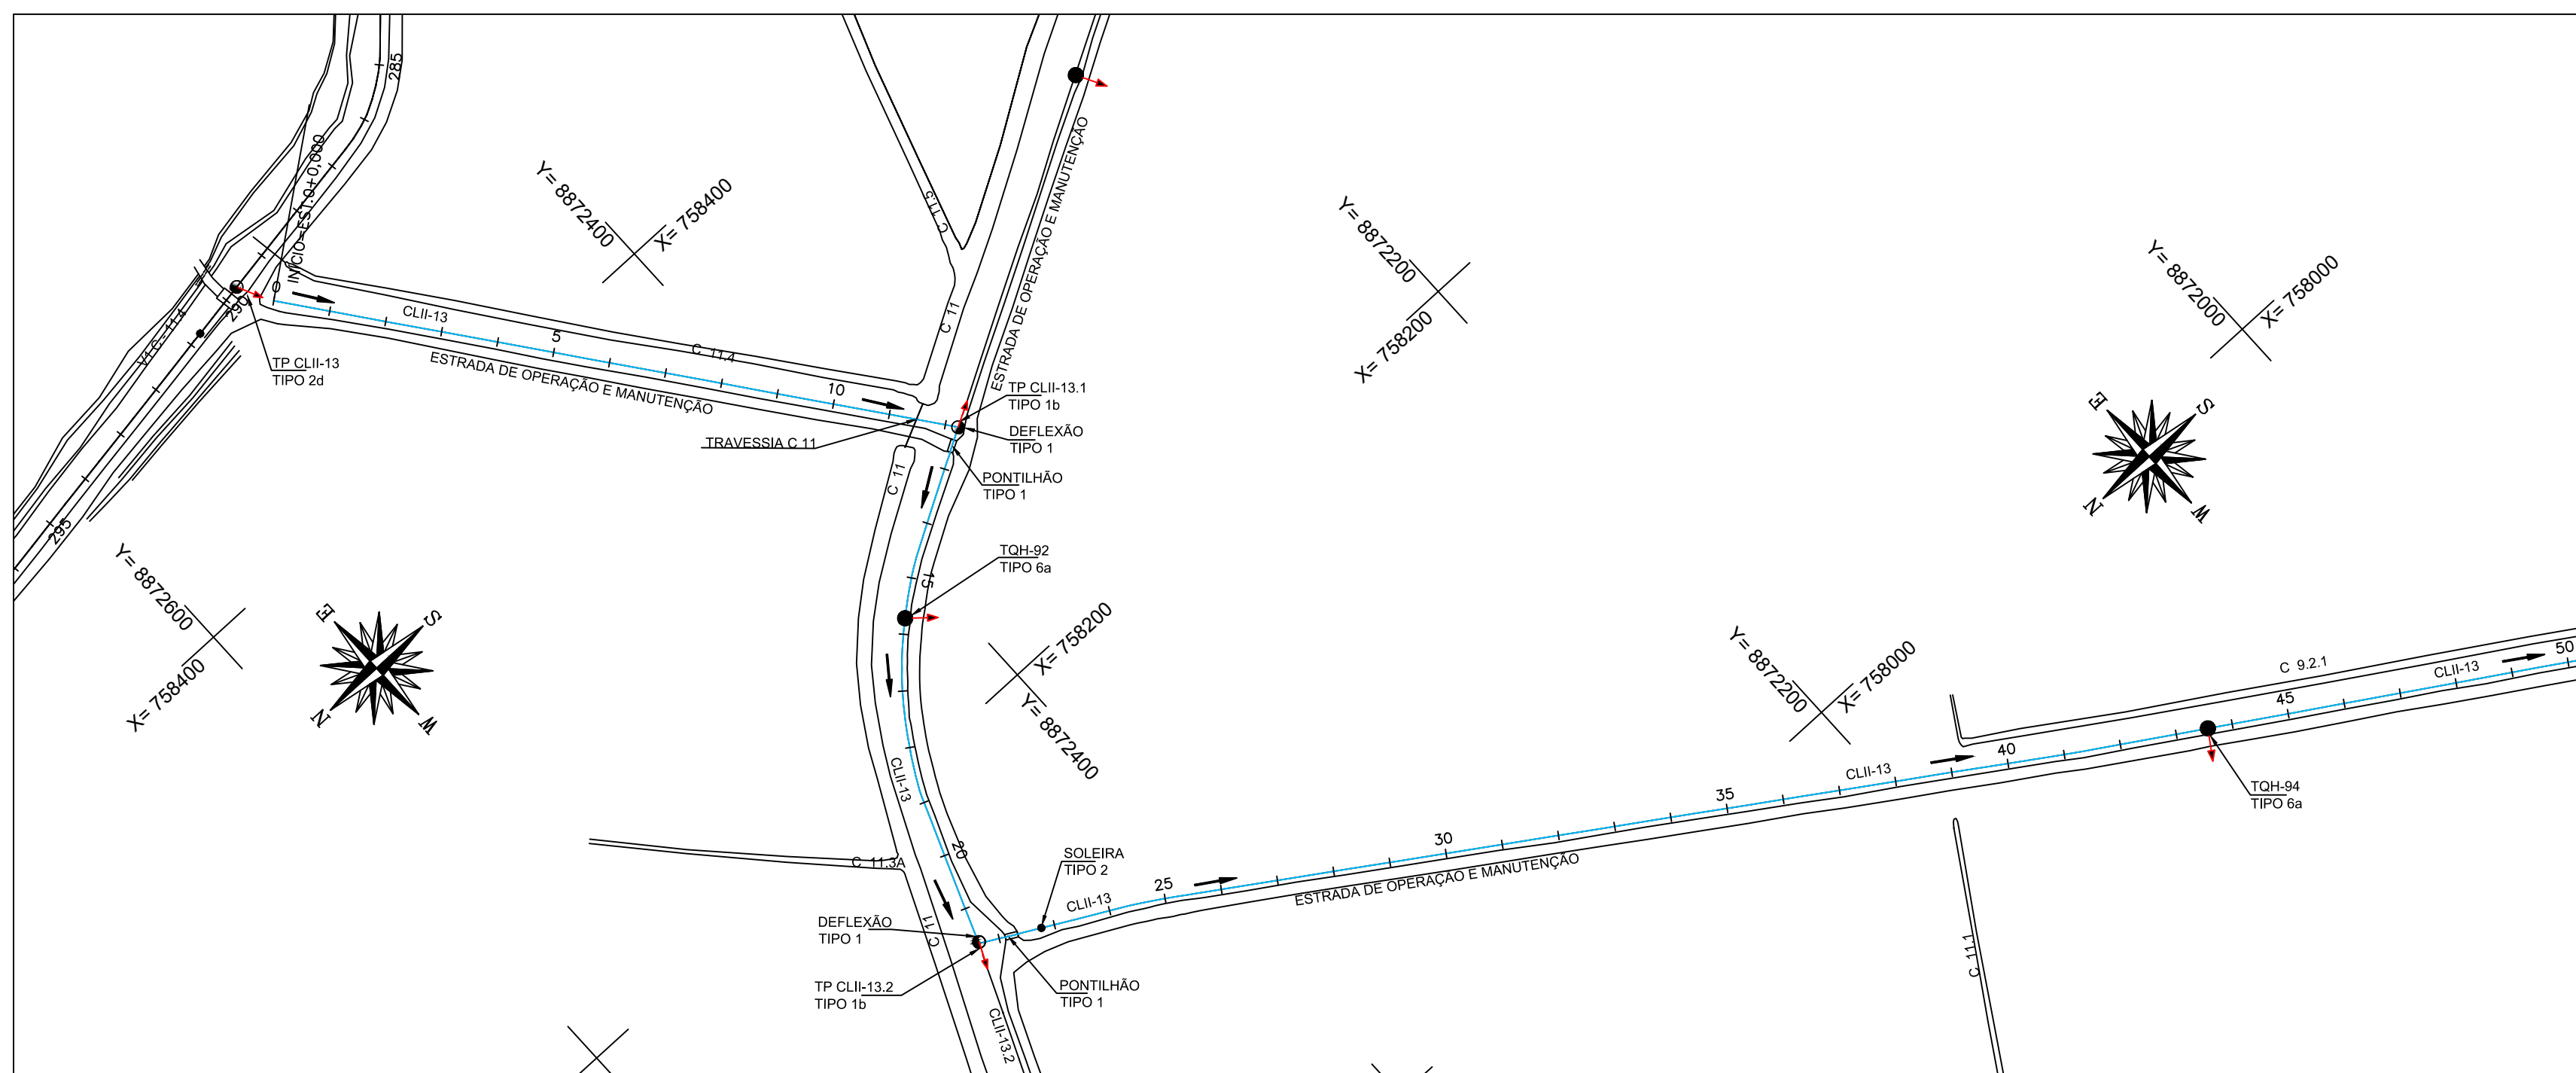 285
INÍCIO=EST.:0+0,000
Y= 8872400
X= 758400
C 11.5
ESTRADA DE OPERAÇÃO E MANUTENÇÃO
Y= 8872200
X= 758200
Y= 8872000
X= 758000
0
290
V1C-11.4
CLII-13
5
C 11.4
ESTRADA DE OPERAÇÃO E MANUTENÇÃO
C 11
10
TP CLII-13
TIPO 2d
TP CLII-13.1
TIPO 1b
DEFLEXÃO
TIPO 1
TRAVESSIA C 11
PONTILHÃO
TIPO 1
C 11
E
S
N
W
295
Y= 8872600
X= 758400
E
S
N
W
TQH-92
TIPO 6a
15
X= 758200
Y= 8872400
Y= 8872200
X= 758000
C 9.2.1
CLII-13
50
45
CLII-13
40
CLII-13
35
TQH-94
TIPO 6a
30
20
C 11.3A
SOLEIRA
TIPO 2
25
CLII-13
ESTRADA DE OPERAÇÃO E MANUTENÇÃO
DEFLEXÃO
TIPO 1
C 11
C 11.1
TP CLII-13.2
TIPO 1b
PONTILHÃO
TIPO 1
CLII-13.2